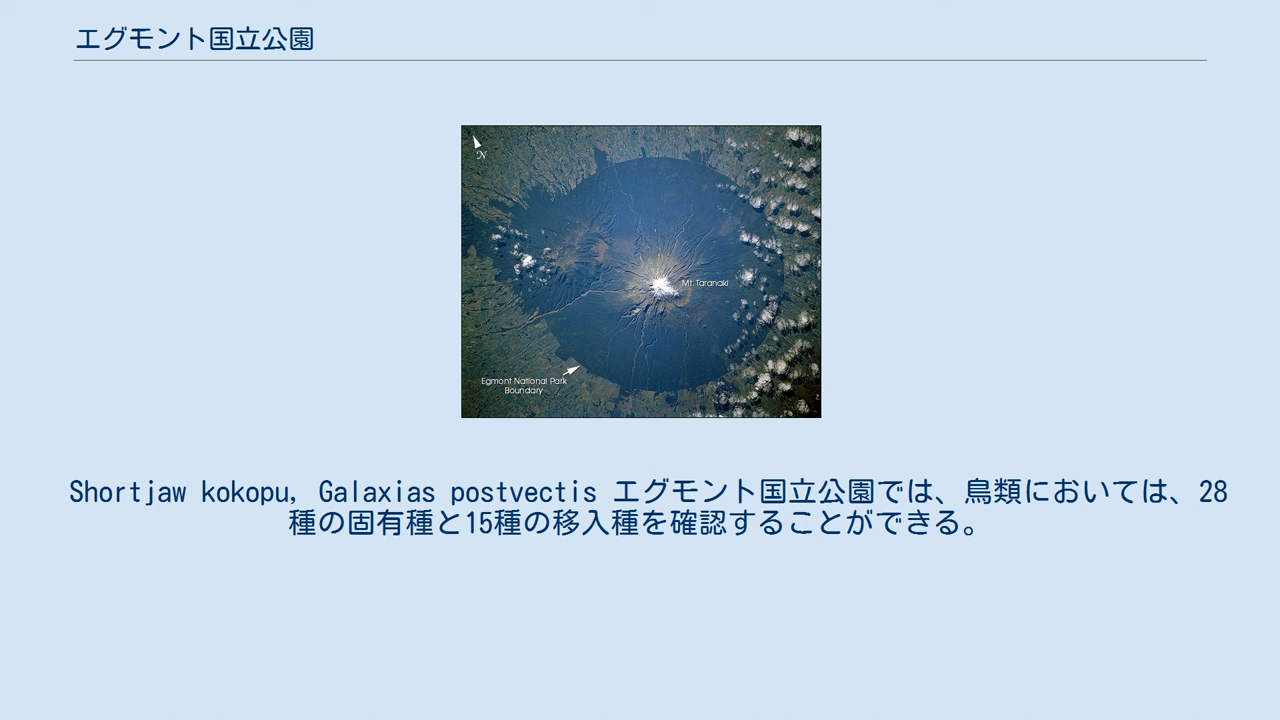 エグモント国立公園
N
Mt. Taranaki
Egmont National Park
Boundary
Shortjaw kokopu, Galaxias postvectis エグモント国立公園では、鳥類においては、28
種の固有種と15種の移入種を確認することができる。